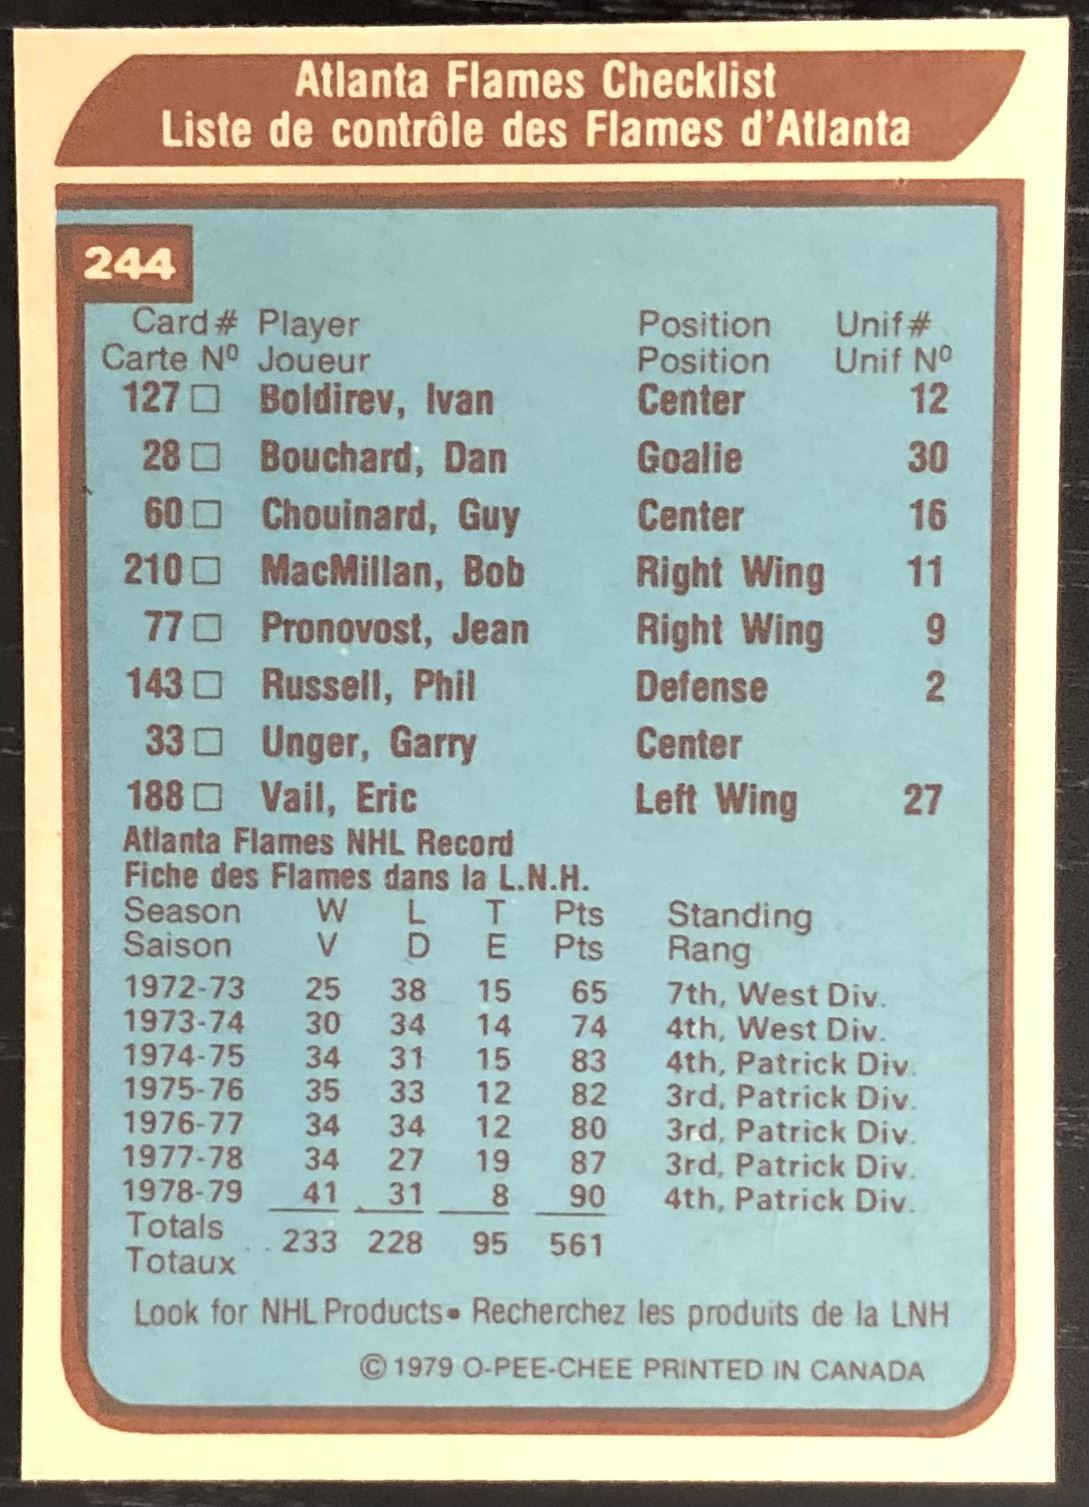 Atlanta Flames Checklist
Liste de contrôle des Flames d'Atlanta
244
Card # Player Position Unif #
Carte Nº Joueur Position Unif Nº
127 □ Boldirev, Ivan Center 12
28 □ Bouchard, Dan Goalie 30
60 □ Chouinard, Guy Center 16
210 □ MacMillan, Bob Right Wing 11
77 □ Pronovost, Jean Right Wing 9
143 □ Russell, Phil Defense 2
33 □ Unger, Garry Center
188 □ Vail, Eric Left Wing 27
Atlanta Flames NHL Record
Fiche des Flames dans la L.N.H.
Season W L T Pts Standing
Saison V D E Pts Rang
1972-73 25 38 15 65 7th, West Div.
1973-74 30 34 14 74 4th, West Div.
1974-75 34 31 15 83 4th, Patrick Div.
1975-76 35 33 12 82 3rd, Patrick Div.
1976-77 34 34 12 80 3rd, Patrick Div.
1977-78 34 27 19 87 3rd, Patrick Div.
1978-79 41 31 8 90 4th, Patrick Div.
Totals
Totaux .. 233 228 95 561
Look for NHL Products • Recherchez les produits de la LNH
© 1979 O-PEE-CHEE PRINTED IN CANADA